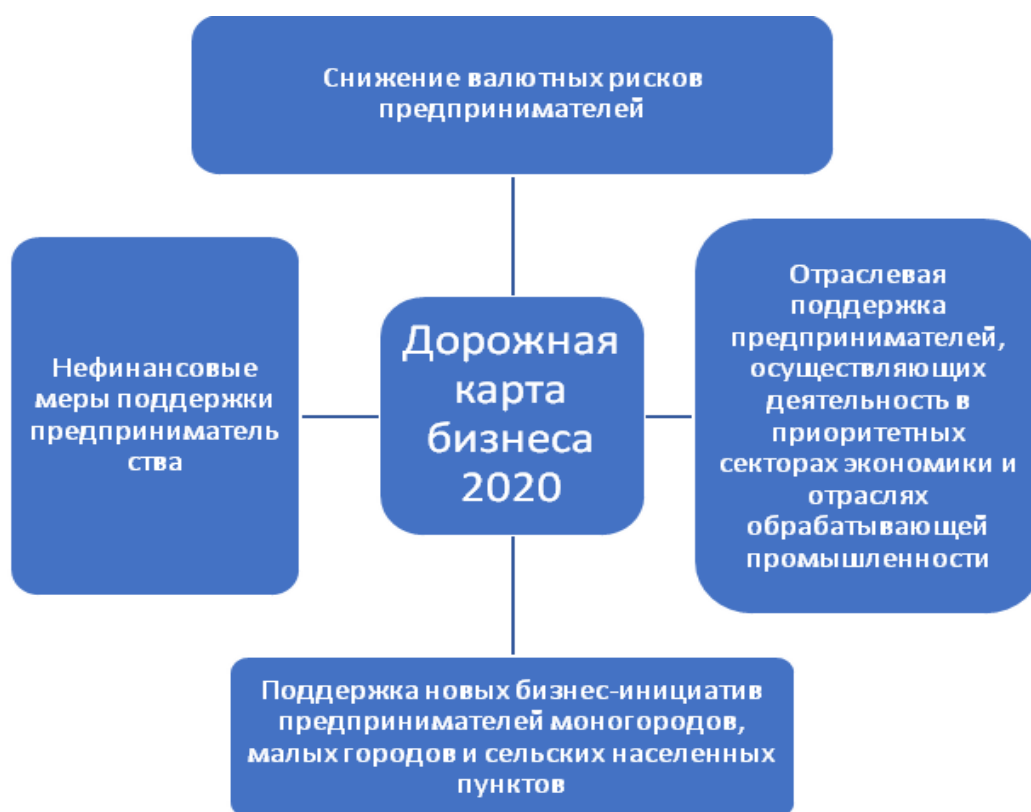 Снижение валютных рисков
предпринимателей
Нефинансовые
меры поддержки
предприниматель
ства
Дорожная
карта
бизнеса
2020
Отраслевая
поддержка
предпринимателей,
осуществляющих
деятельность в
приоритетных
секторах экономики и
отраслях
обрабатывающей
промышленности
Поддержка новых бизнес-инициатив
предпринимателей моногородов,
малых городов и сельских населенных
пунктов